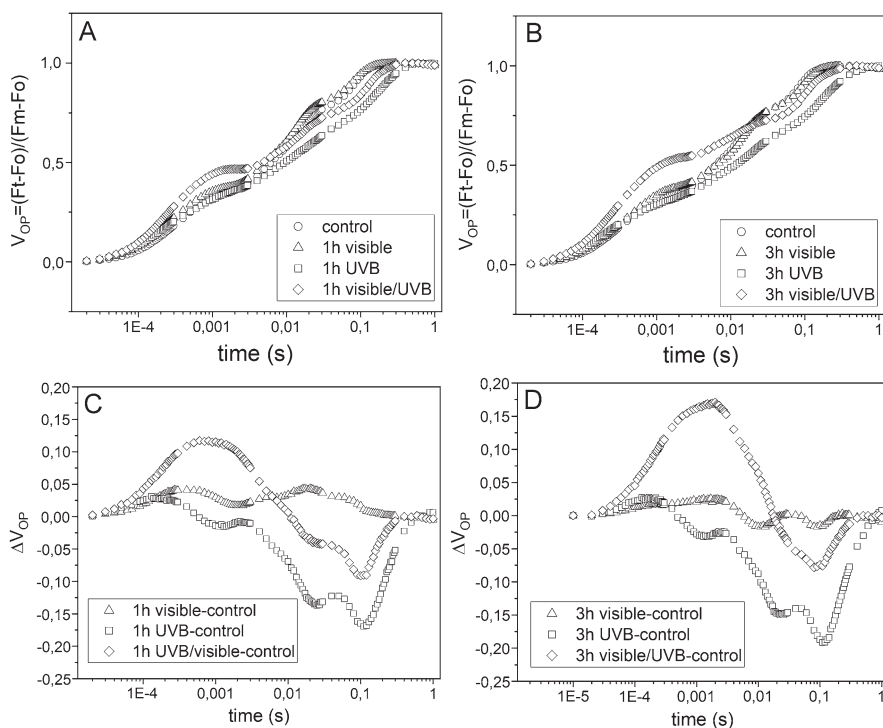 A
V_OP=(Ft-Fo)/(Fm-Fo)
1,0
0,5
0,0
control
1h visible
1h UVB
1h visible/UVB
1E-4 0,001 0,01 0,1 1
time (s)
B
V_OP=(Ft-Fo)/(Fm-Fo)
1,0
0,5
0,0
control
3h visible
3h UVB
3h visible/UVB
1E-4 0,001 0,01 0,1 1
time (s)
C
ΔV_OP
0,20
0,15
0,10
0,05
0,00
-0,05
-0,10
-0,15
-0,20
-0,25
1h visible-control
1h UVB-control
1h UVB/visible-control
1E-4 0,001 0,01 0,1 1
time (s)
D
ΔV_OP
0,20
0,15
0,10
0,05
0,00
-0,05
-0,10
-0,15
-0,20
-0,25
3h visible-control
3h UVB-control
3h visible/UVB-control
1E-5 1E-4 0,001 0,01 0,1 1
time (s)